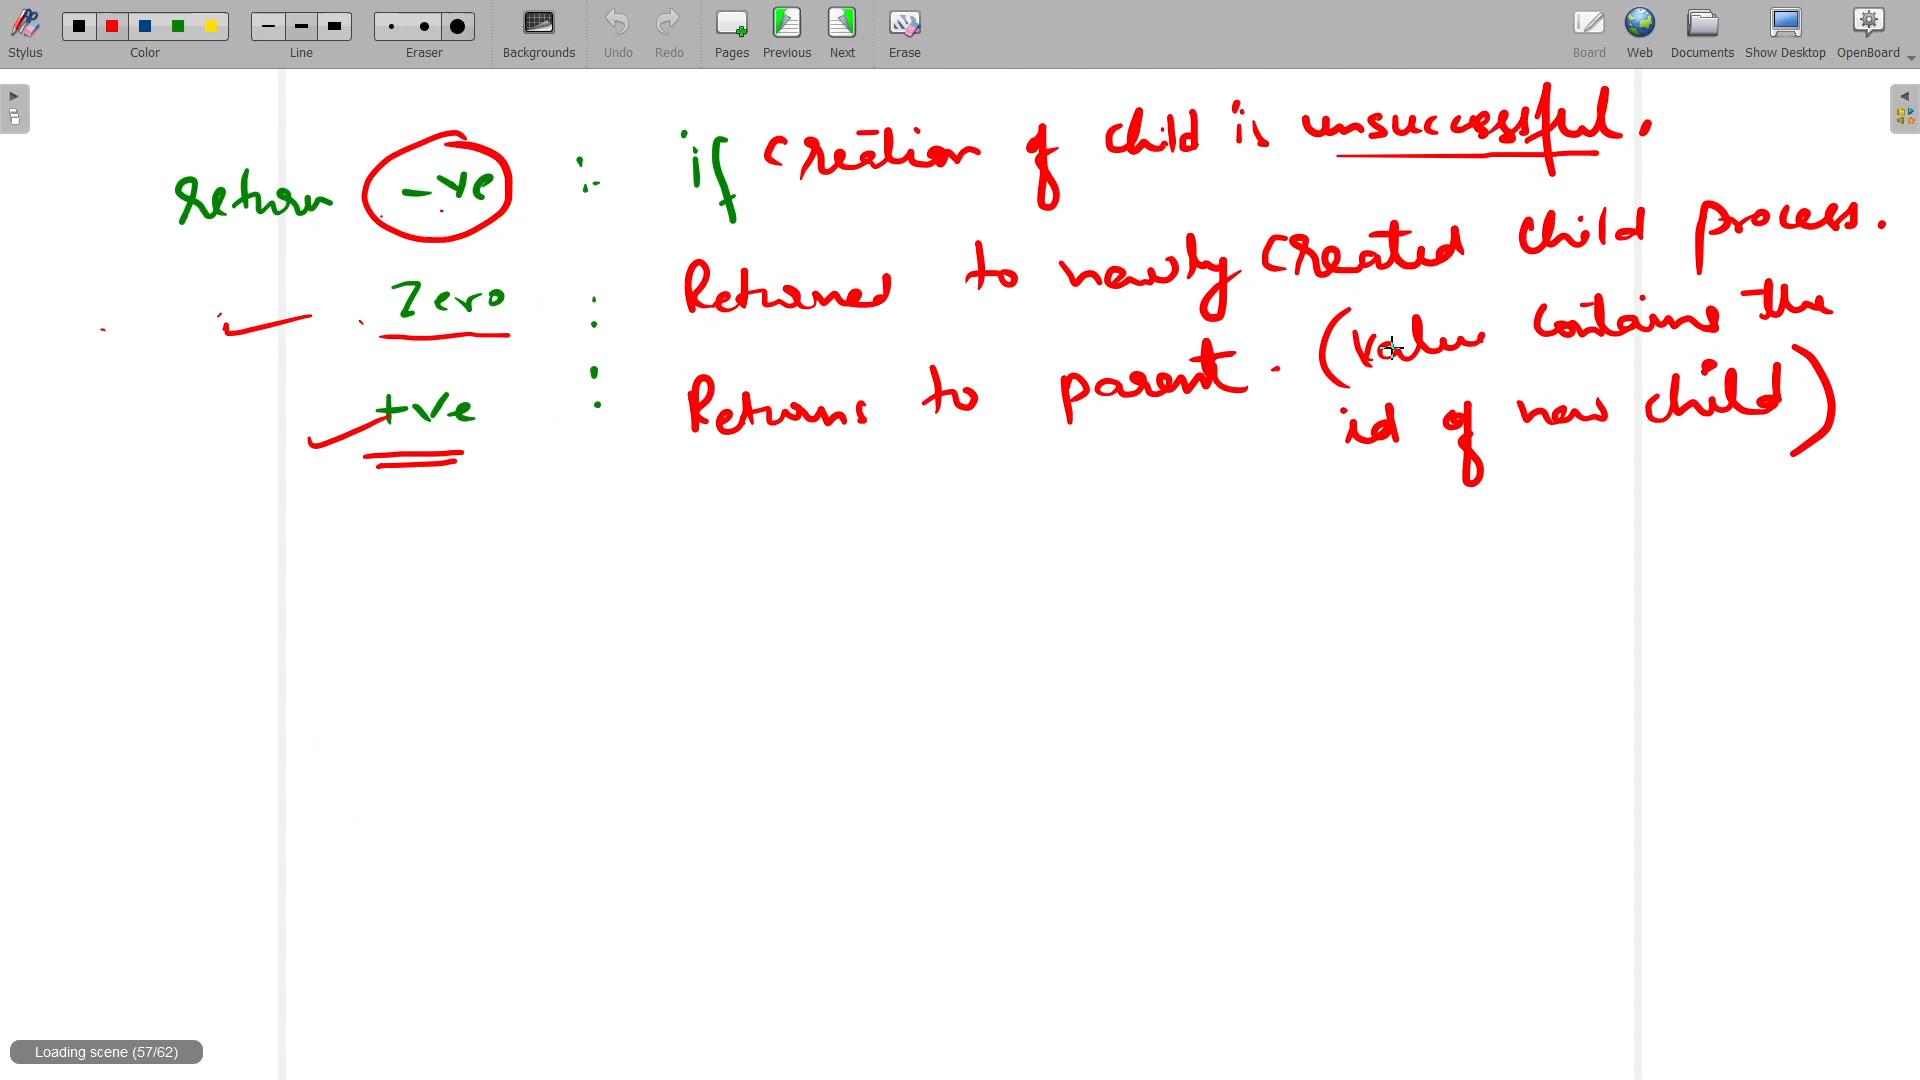 Stylus Color Line Eraser Backgrounds Undo Redo Pages Previous Next Erase Board Web Documents Show Desktop OpenBoard
return -ve : if creation of child is unsuccessful.
Zero : Returned to newly created child process.
+ve : Returns to parent. (value contains the
id of new child)
Loading scene (57/62)